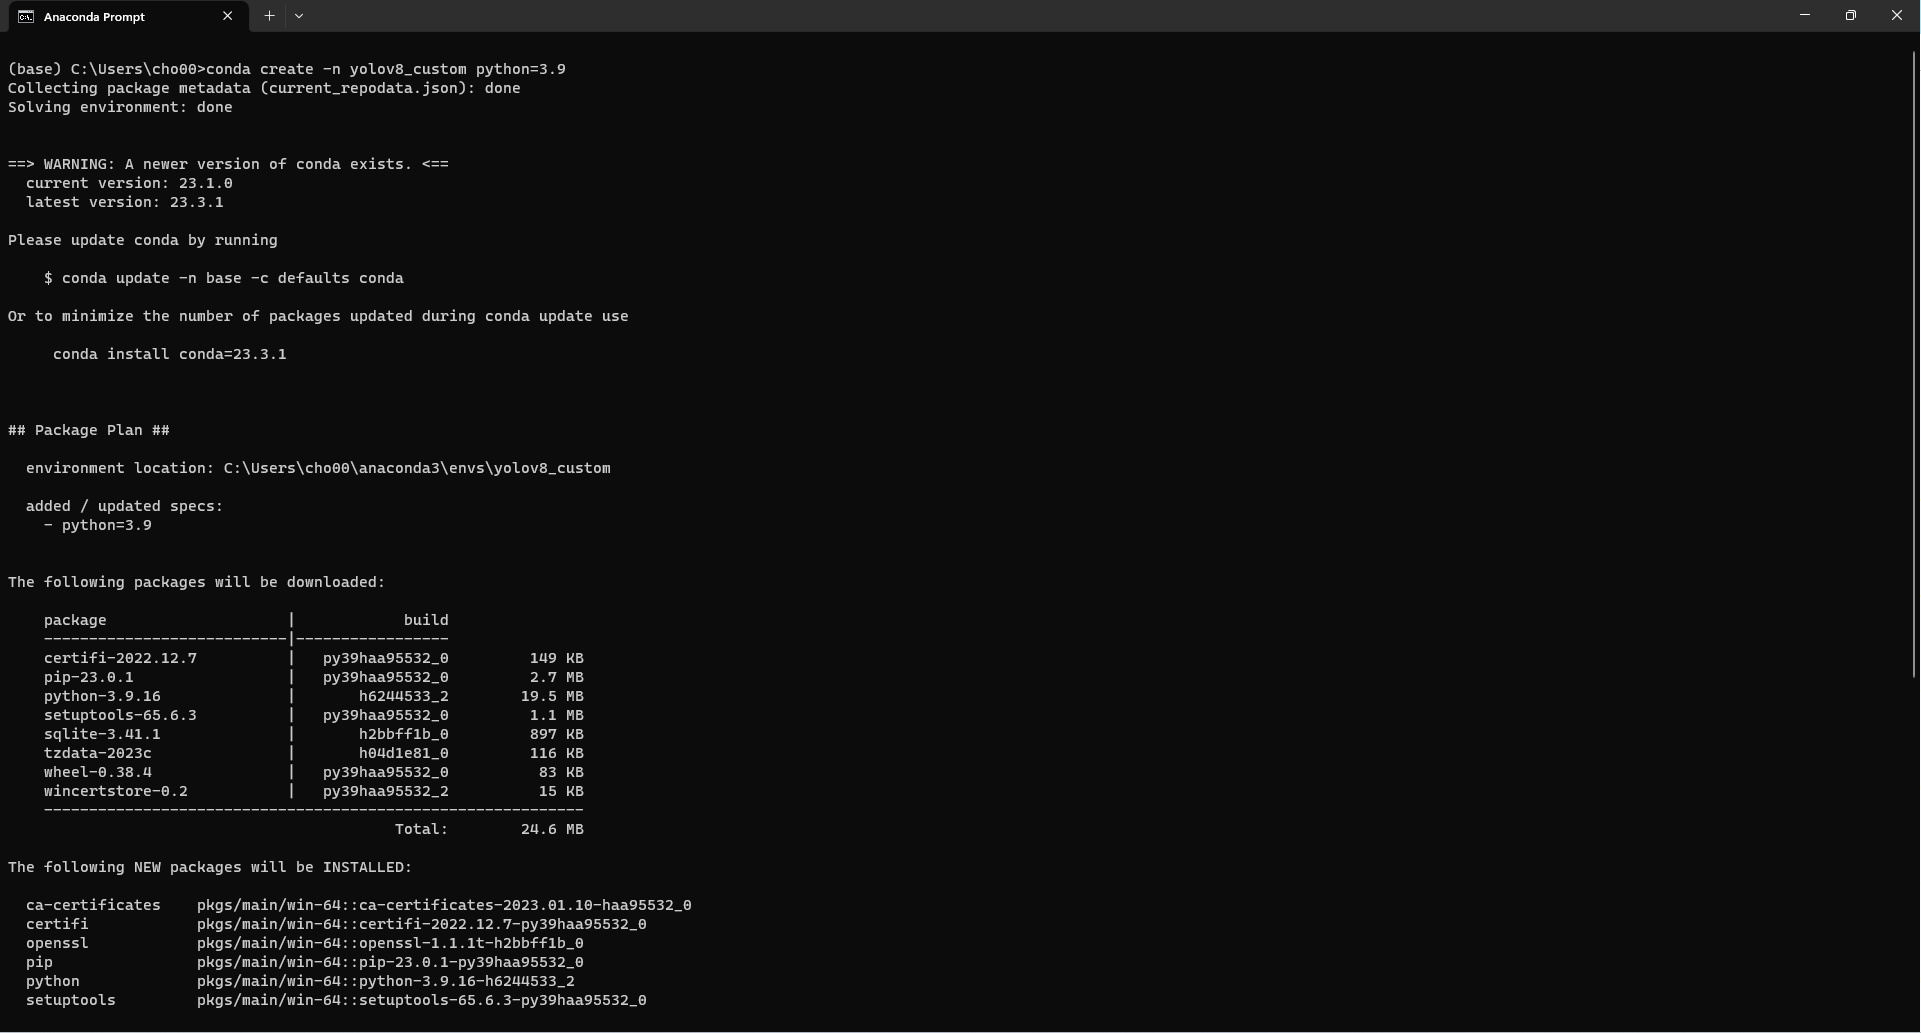 Anaconda Prompt
(base) C:\Users\cho00>conda create -n yolov8_custom python=3.9
Collecting package metadata (current_repodata.json): done
Solving environment: done
==> WARNING: A newer version of conda exists. <==
  current version: 23.1.0
  latest version: 23.3.1
Please update conda by running
    $ conda update -n base -c defaults conda
Or to minimize the number of packages updated during conda update use
     conda install conda=23.3.1
## Package Plan ##
  environment location: C:\Users\cho00\anaconda3\envs\yolov8_custom
  added / updated specs:
    - python=3.9
The following packages will be downloaded:
    package                    |            build
    ---------------------------|-----------------
    certifi-2022.12.7          |   py39haa95532_0         149 KB
    pip-23.0.1                 |   py39haa95532_0         2.7 MB
    python-3.9.16              |       h6244533_2        19.5 MB
    setuptools-65.6.3          |   py39haa95532_0         1.1 MB
    sqlite-3.41.1              |       h2bbff1b_0         897 KB
    tzdata-2023c               |       h04d1e81_0         116 KB
    wheel-0.38.4               |   py39haa95532_0          83 KB
    wincertstore-0.2           |   py39haa95532_2          15 KB
    ------------------------------------------------------------
                                           Total:        24.6 MB
The following NEW packages will be INSTALLED:
  ca-certificates    pkgs/main/win-64::ca-certificates-2023.01.10-haa95532_0
  certifi            pkgs/main/win-64::certifi-2022.12.7-py39haa95532_0
  openssl            pkgs/main/win-64::openssl-1.1.1t-h2bbff1b_0
  pip                pkgs/main/win-64::pip-23.0.1-py39haa95532_0
  python             pkgs/main/win-64::python-3.9.16-h6244533_2
  setuptools         pkgs/main/win-64::setuptools-65.6.3-py39haa95532_0